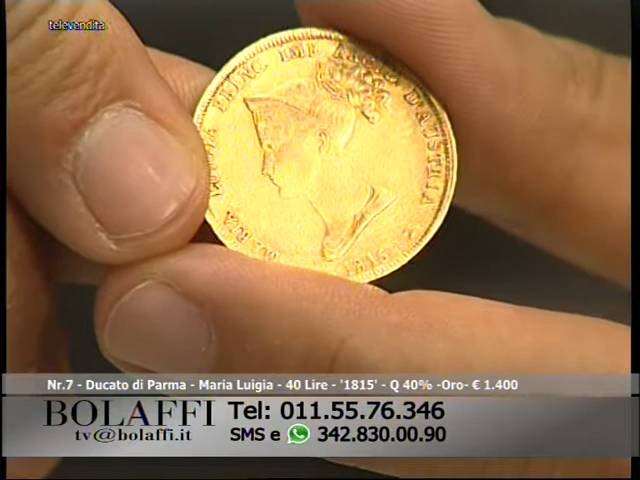 televendita
MARIA LUIGIA PRINC IMP ARCID D'AUSTRIA
1815
Nr.7 - Ducato di Parma - Maria Luigia - 40 Lire - '1815' - Q 40% -Oro- € 1.400
BOLAFFI
tv@bolaffi.it
Tel: 011.55.76.346
SMS e 342.830.00.90